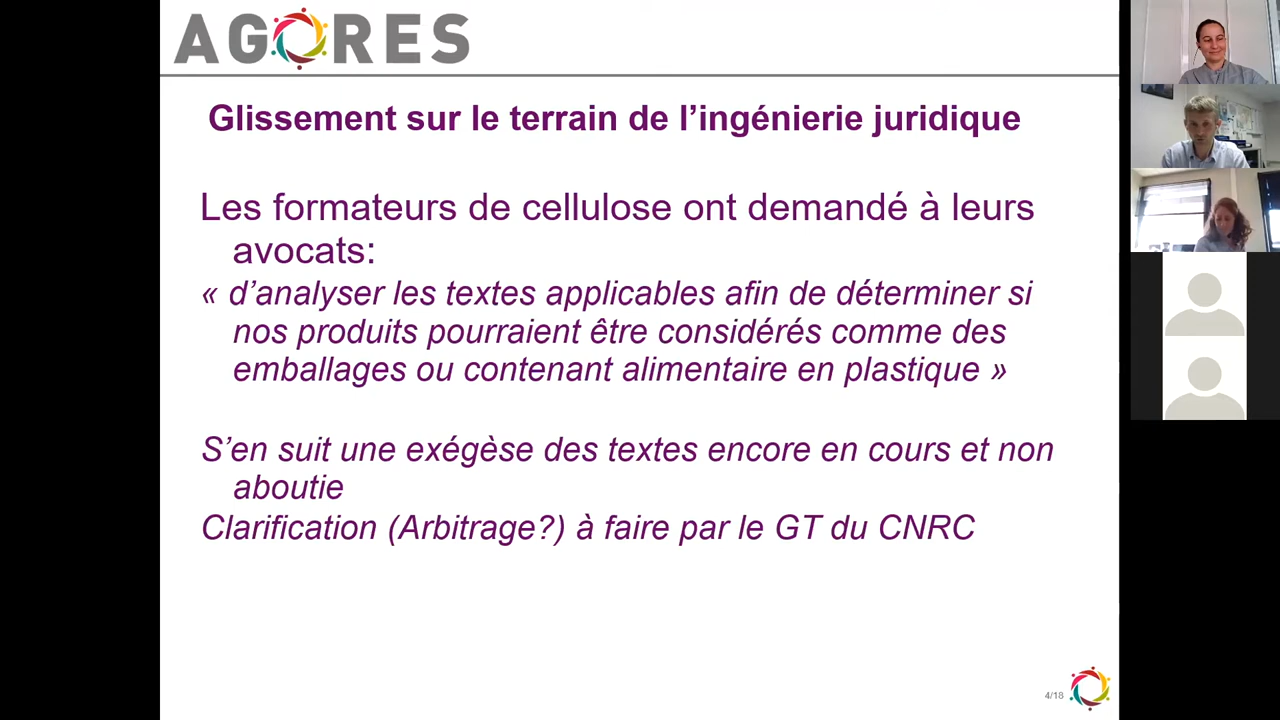 AGORES
Glissement sur le terrain de l’ingénierie juridique
Les formateurs de cellulose ont demandé à leurs
avocats:
« d’analyser les textes applicables afin de déterminer si
nos produits pourraient être considérés comme des
emballages ou contenant alimentaire en plastique »
S’en suit une exégèse des textes encore en cours et non
aboutie
Clarification (Arbitrage?) à faire par le GT du CNRC
4/18